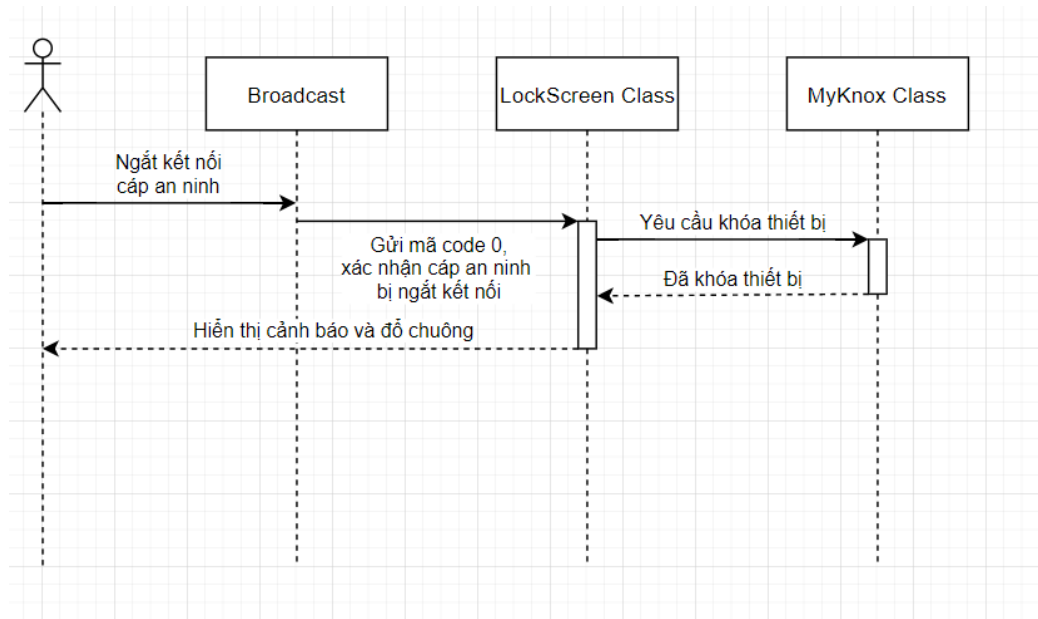 Broadcast
LockScreen Class
MyKnox Class
Ngắt kết nối
cáp an ninh
Gửi mã code 0,
xác nhận cáp an ninh
bị ngắt kết nối
Yêu cầu khóa thiết bị
Đã khóa thiết bị
Hiển thị cảnh báo và đổ chuông